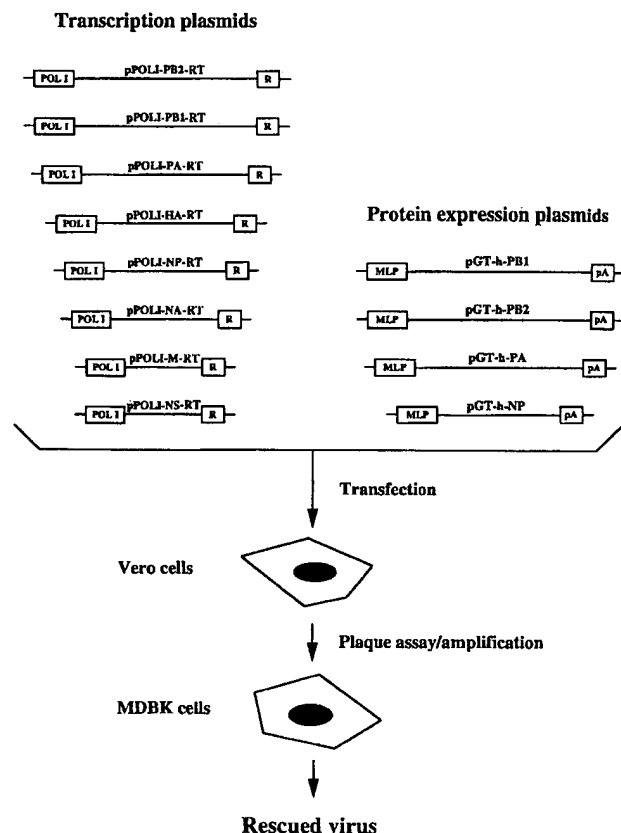 Transcription plasmids
pPOLI-PB2-RT
POL I
R
pPOLI-PB1-RT
POL I
R
pPOLI-PA-RT
POL I
R
pPOLI-HA-RT
POL I
R
pPOLI-NP-RT
POL I
R
pPOLI-NA-RT
POL I
R
pPOLI-M-RT
POL I
R
pPOLI-NS-RT
POL I
R
Protein expression plasmids
pGT-h-PB1
MLP
pA
pGT-h-PB2
MLP
pA
pGT-h-PA
MLP
pA
pGT-h-NP
MLP
pA
Transfection
Vero cells
Plaque assay/amplification
MDBK cells
Rescued virus